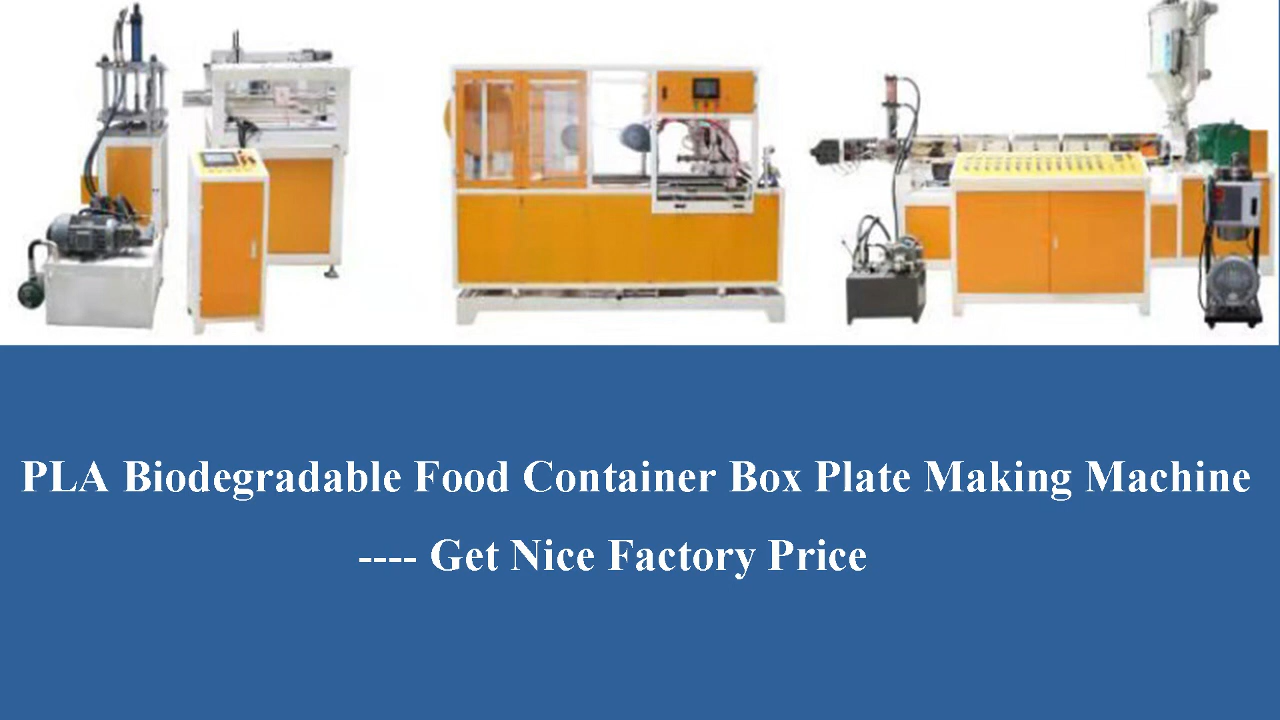 PLA Biodegradable Food Container Box Plate Making Machine
---- Get Nice Factory Price